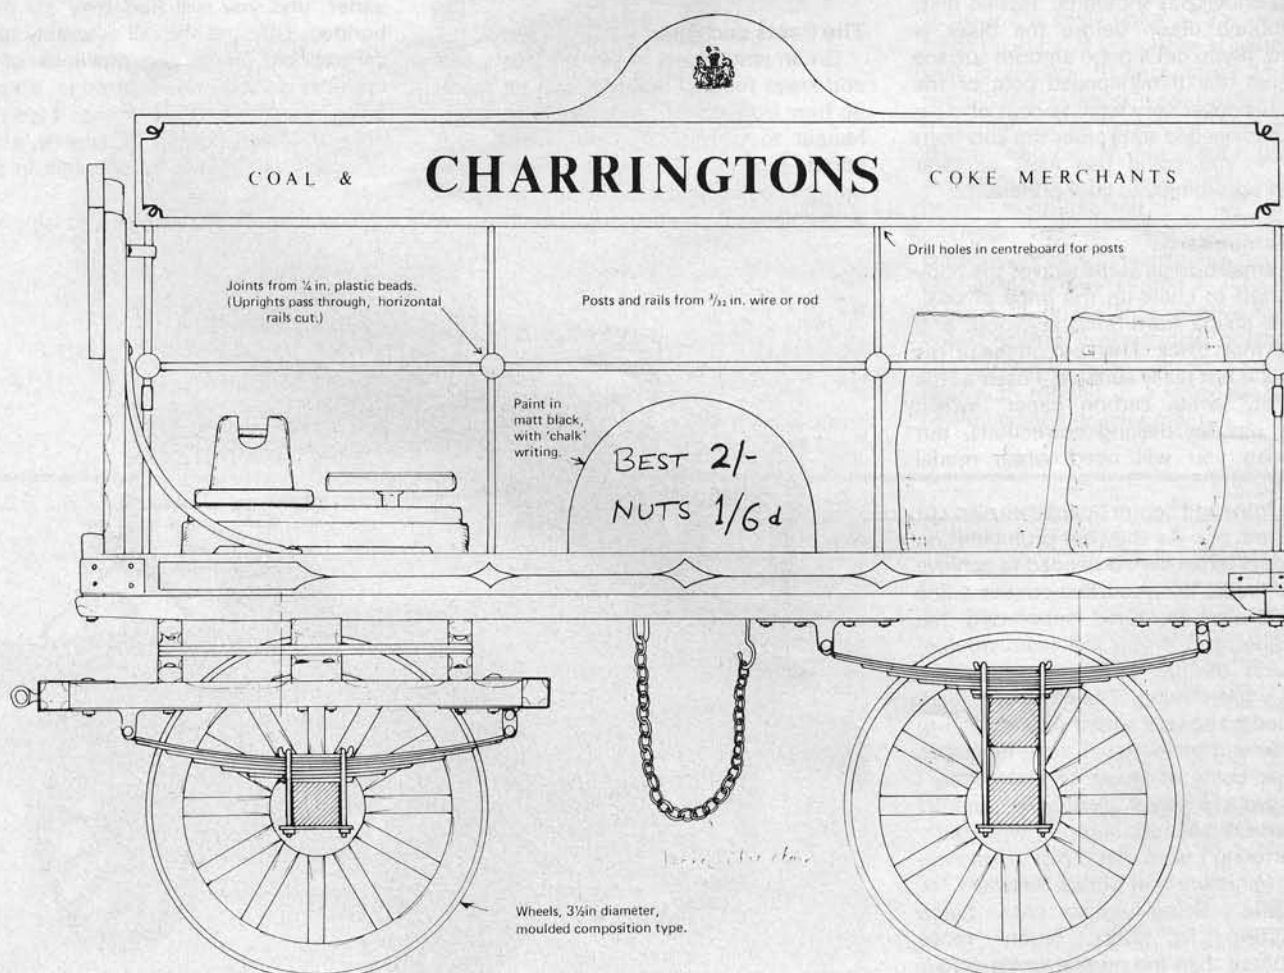 COAL & CHARRINGTONS COKE MERCHANTS
Drill holes in centreboard for posts
Joints from ¼ in. plastic beads.
(Uprights pass through, horizontal
rails cut.)
Posts and rails from 3/32 in. wire or rod
Paint in
matt black,
with 'chalk'
writing.
BEST 2/-
NUTS 1/6d
Wheels, 3½in diameter,
moulded composition type.